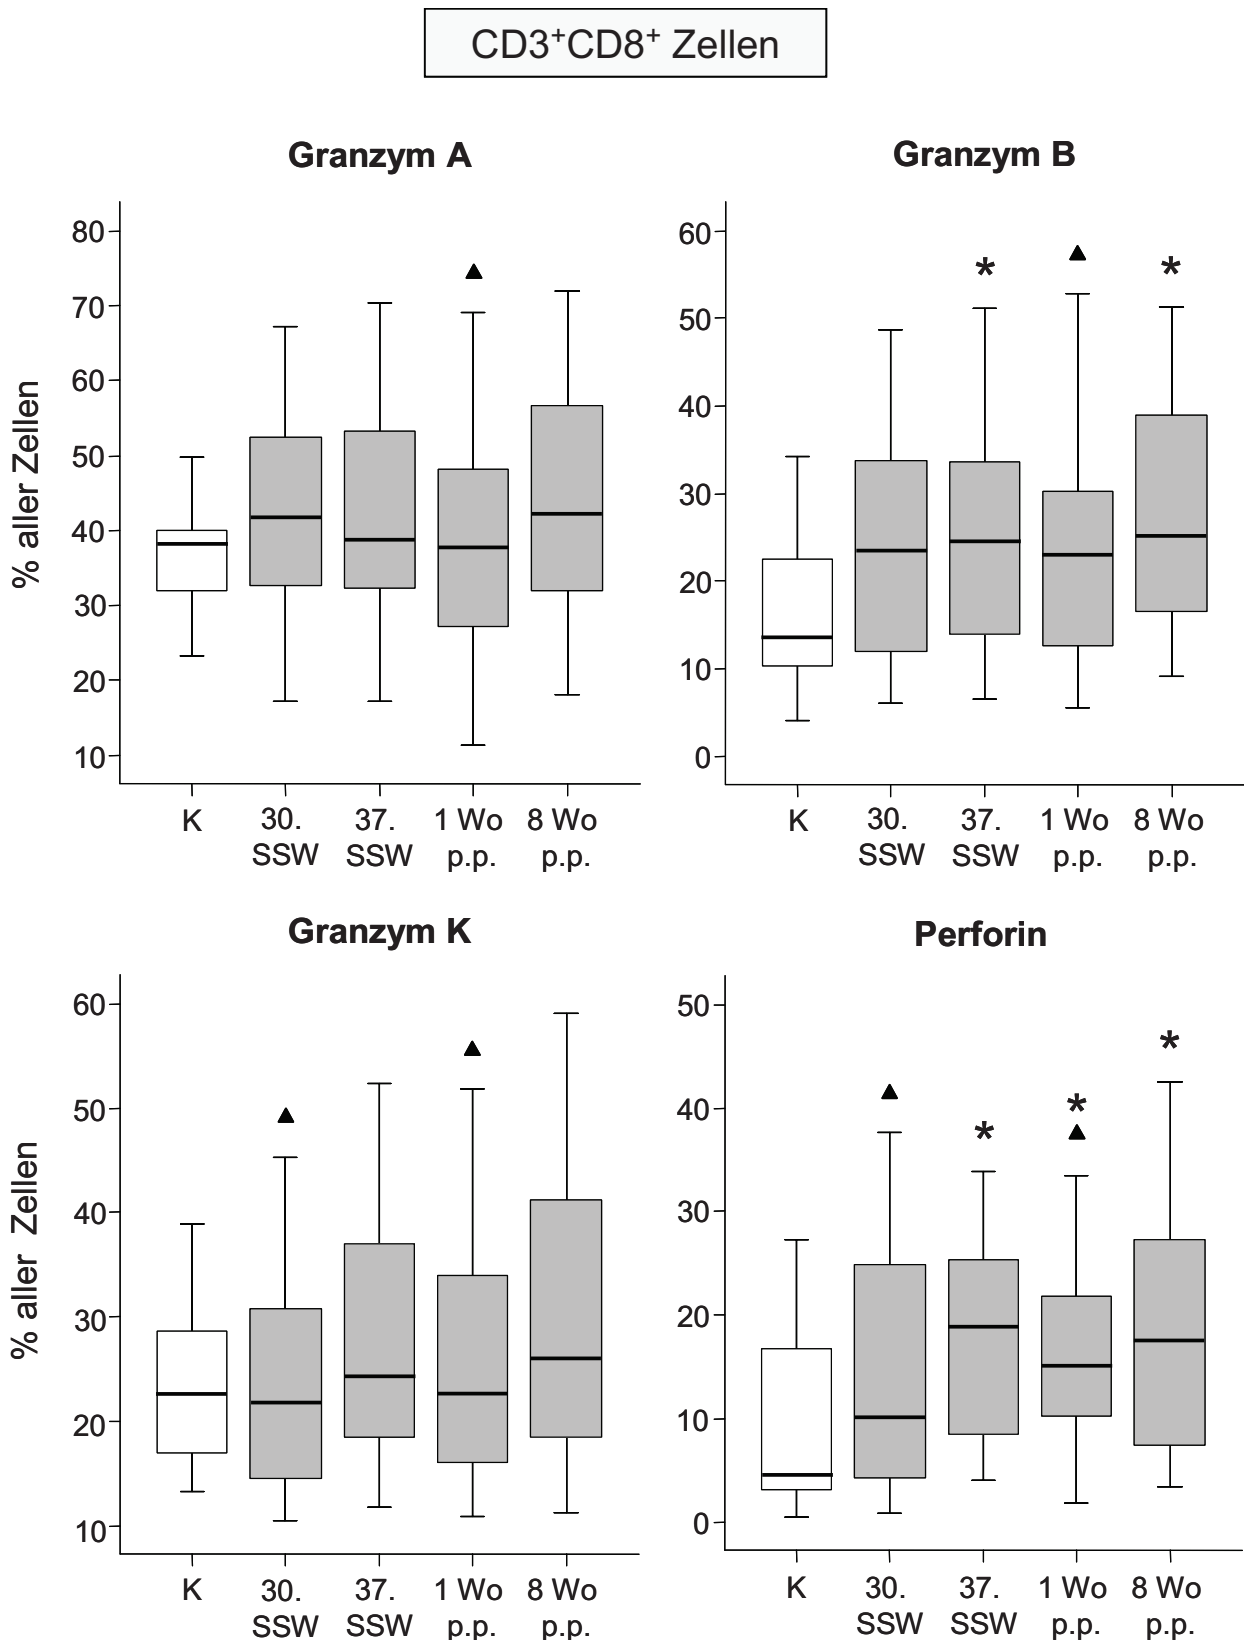 CD3⁺CD8⁺ Zellen
Granzym A
% aller Zellen
80
70
60
50
40
30
20
10
▲
K
30. SSW
37. SSW
1 Wo p.p.
8 Wo p.p.
Granzym B
60
50
40
30
20
10
0
*
▲
*
K
30. SSW
37. SSW
1 Wo p.p.
8 Wo p.p.
Granzym K
% aller Zellen
60
50
40
30
20
10
▲
▲
K
30. SSW
37. SSW
1 Wo p.p.
8 Wo p.p.
Perforin
50
40
30
20
10
0
▲
*
*
▲
*
K
30. SSW
37. SSW
1 Wo p.p.
8 Wo p.p.